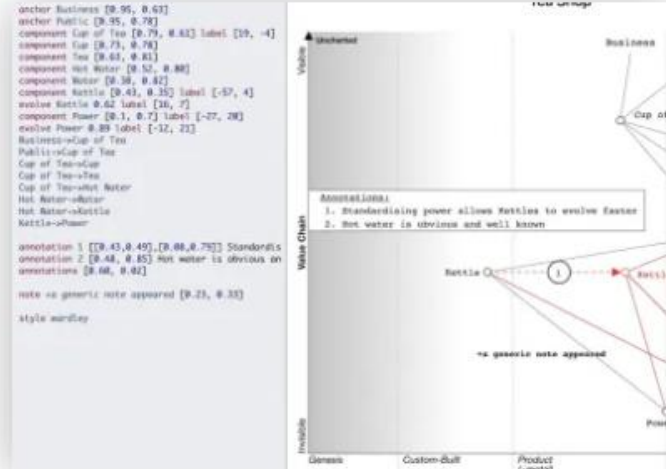 anchor Business [0.95, 0.63]
anchor Public [0.95, 0.78]
component Cup of Tea [0.79, 0.61] label [19, -4]
component Cup [0.73, 0.78]
component Tea [0.63, 0.81]
component Hot Water [0.52, 0.80]
component Water [0.38, 0.82]
component Kettle [0.43, 0.35] label [-57, 4]
evolve Kettle 0.62 label [16, 7]
component Power [0.1, 0.7] label [-27, 20]
evolve Power 0.89 label [-12, 21]
Business->Cup of Tea
Public->Cup of Tea
Cup of Tea->Cup
Cup of Tea->Tea
Cup of Tea->Hot Water
Hot Water->Water
Hot Water->Kettle
Kettle->Power
annotation 1 [[0.43,0.49],[0.08,0.79]] Standardis
annotation 2 [0.48, 0.85] Hot water is obvious an
annotations [0.60, 0.02]
note +a generic note appeared [0.23, 0.33]
style wardley
Tea Shop
Uncharted
Business
Visible
Cup of
Annotations:
1. Standardising power allows Kettles to evolve faster
2. Hot water is obvious and well known
Value Chain
Kettle
1
Kettl
+a generic note appeared
Pow
Invisible
Genesis
Custom-Built
Product